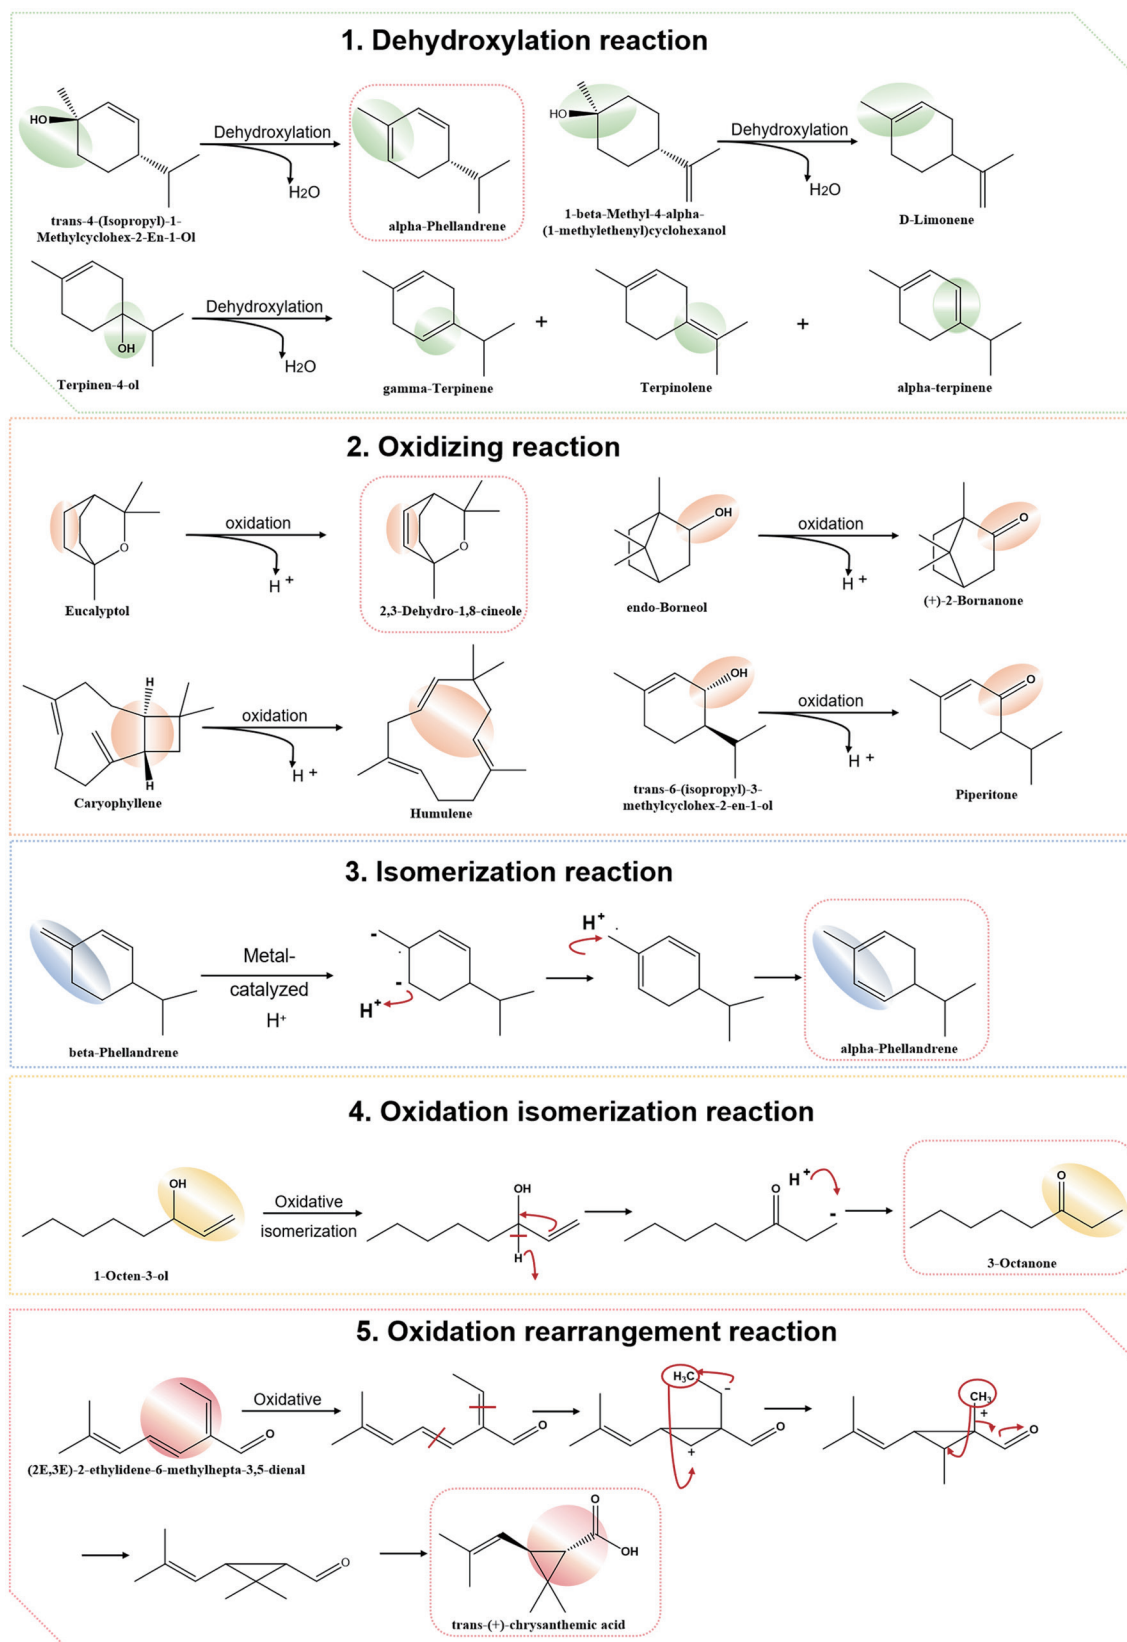 1. Dehydroxylation reaction
HO
Dehydroxylation
H2O
trans-4-(Isopropyl)-1-
Methylcyclohex-2-En-1-Ol
alpha-Phellandrene
HO
Dehydroxylation
H2O
1-beta-Methyl-4-alpha-
(1-methylethenyl)cyclohexanol
D-Limonene
OH
Terpinen-4-ol
Dehydroxylation
H2O
gamma-Terpinene
+
Terpinolene
+
alpha-terpinene
2. Oxidizing reaction
O
Eucalyptol
oxidation
H +
O
2,3-Dehydro-1,8-cineole
OH
endo-Borneol
oxidation
H +
O
(+)-2-Bornanone
H
H
Caryophyllene
oxidation
H +
Humulene
OH
trans-6-(isopropyl)-3-
methylcyclohex-2-en-1-ol
oxidation
H +
O
Piperitone
3. Isomerization reaction
beta-Phellandrene
Metal-
catalyzed
H+
-
-
H+
H+
alpha-Phellandrene
4. Oxidation isomerization reaction
OH
1-Octen-3-ol
Oxidative
isomerization
OH
H
O
H+
-
O
3-Octanone
5. Oxidation rearrangement reaction
O
(2E,3E)-2-ethylidene-6-methylhepta-3,5-dienal
Oxidative
O
H3C
-
+
O
CH3
+
O
O
O
OH
trans-(+)-chrysanthemic acid